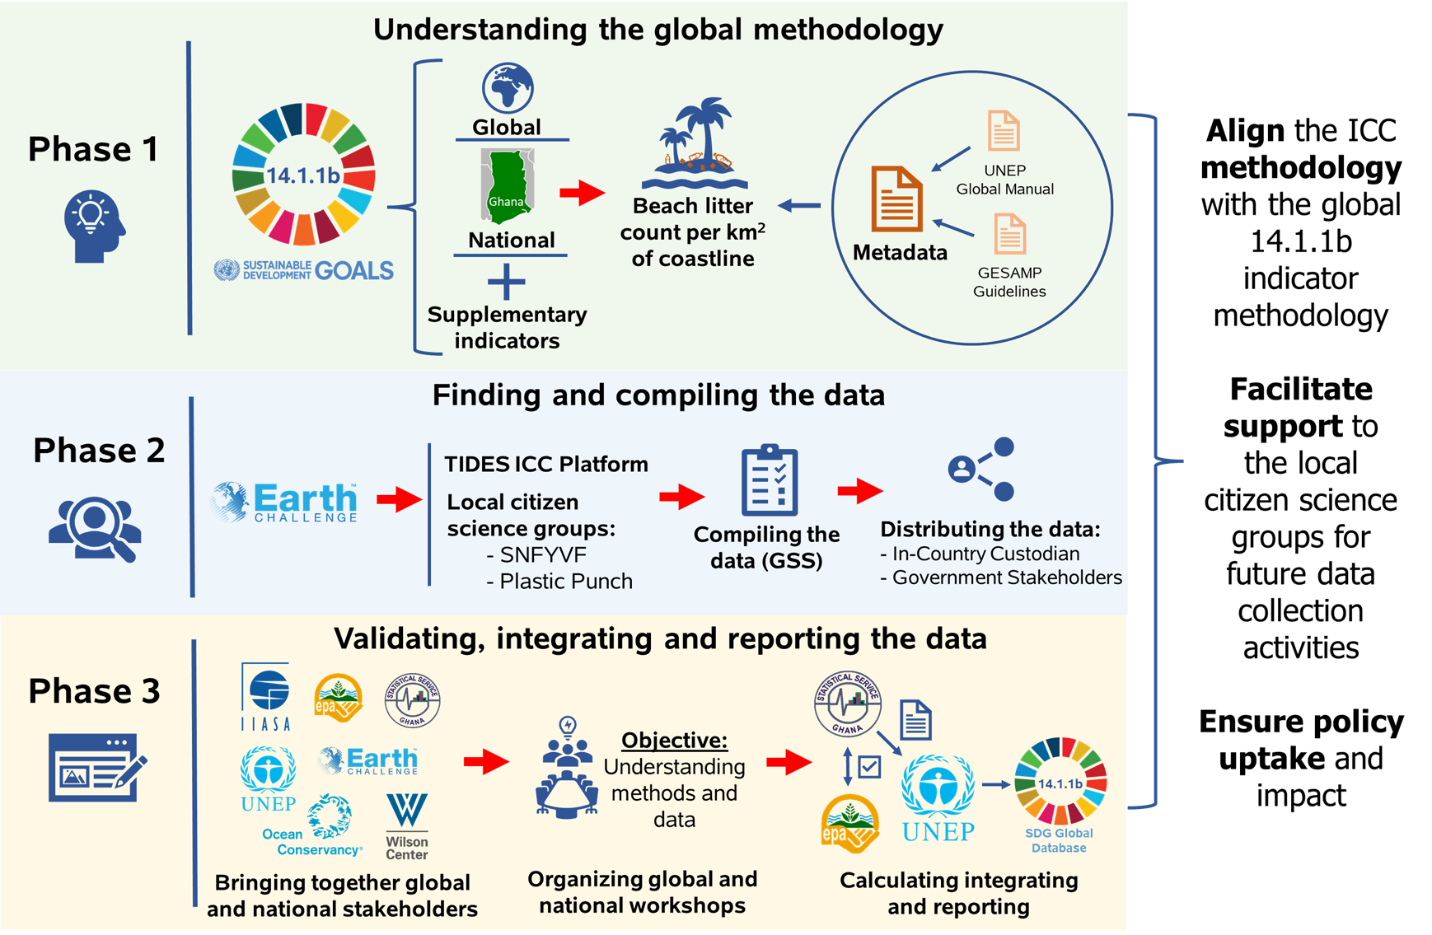 Understanding the global methodology
Phase 1
14.1.1b
SUSTAINABLE
DEVELOPMENT
GOALS
Global
Ghana
National
Supplementary
indicators
Beach litter
count per km²
of coastline
Metadata
UNEP
Global Manual
GESAMP
Guidelines
Finding and compiling the data
Phase 2
Earth
CHALLENGE
TIDES ICC Platform
Local citizen
science groups:
- SNFYVF
- Plastic Punch
Compiling the
data (GSS)
Distributing the data:
- In-Country Custodian
- Government Stakeholders
Validating, integrating and reporting the data
Phase 3
IIASA
epa
STATISTICAL SERVICE
GHANA
UNEP
Earth
CHALLENGE
Ocean
Conservancy®
Wilson
Center
Bringing together global
and national stakeholders
Objective:
Understanding
methods and
data
Organizing global and
national workshops
STATISTICAL SERVICE
GHANA
epa
UNEP
14.1.1b
SDG Global
Database
Calculating integrating
and reporting
Align the ICC
methodology
with the global
14.1.1b
indicator
methodology
Facilitate
support to
the local
citizen science
groups for
future data
collection
activities
Ensure policy
uptake and
impact